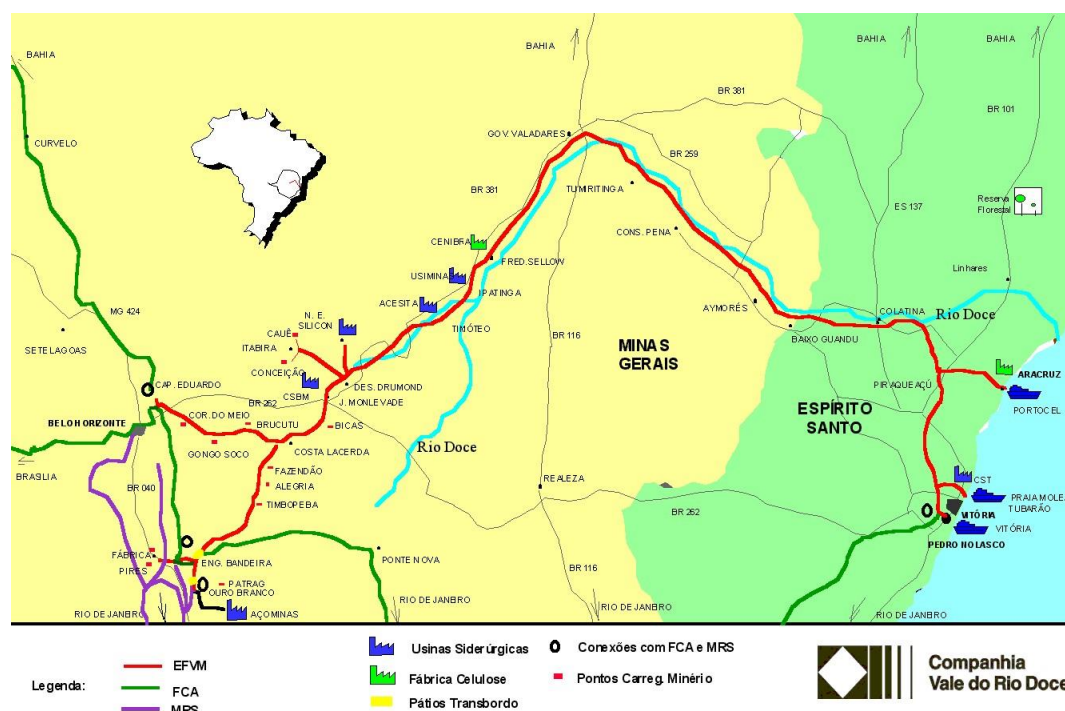 BAHIA
BAHIA
BAHIA
BAHIA
BR 381
BR 101
CURVELO
GOV. VALADARES
BR 259
BR 381
TUMIRITINGA
ES 137
Reserva
Florestal
CENIBRA
CONS. PENA
FRED. SELLOW
USIMINAS
Linhares
IPATINGA
ACESITA
AYMORÉS
MG 424
N. E.
SILICON
COLATINA
Rio Doce
TIMÓTEO
CAUÊ
BAIXO GUANDU
ITABIRA
BR 116
MINAS
GERAIS
SETE LAGOAS
CONCEIÇÃO
PIRAQUEAÇÚ
ARACRUZ
CAP. EDUARDO
DES. DRUMOND
CSBM
PORTOCEL
BR 262
J. MONLEVADE
ESPÍRITO
SANTO
COR. DO MEIO
BELO HORIZONTE
BRUCUTU
BICAS
Rio Doce
GONGO SOCO
COSTA LACERDA
BRASILIA
FAZENDÃO
CST
BR 040
ALEGRIA
REALEZA
PRAIA MOLE
TUBARÃO
TIMBOPEBA
BR 262
VITÓRIA
VITÓRIA
PEDRO NOLASCO
FÁBRICA
PONTE NOVA
ENG. BANDEIRA
PIRES
BR 116
PATRAG
OURO BRANCO
RIO DE JANEIRO
AÇOMINAS
RIO DE JANEIRO
RIO DE JANEIRO
RIO DE JANEIRO
Legenda:
EFVM
FCA
MRS
Usinas Siderúrgicas
Fábrica Celulose
Pátios Transbordo
Conexões com FCA e MRS
Pontos Carreg. Minério
Companhia
Vale do Rio Doce